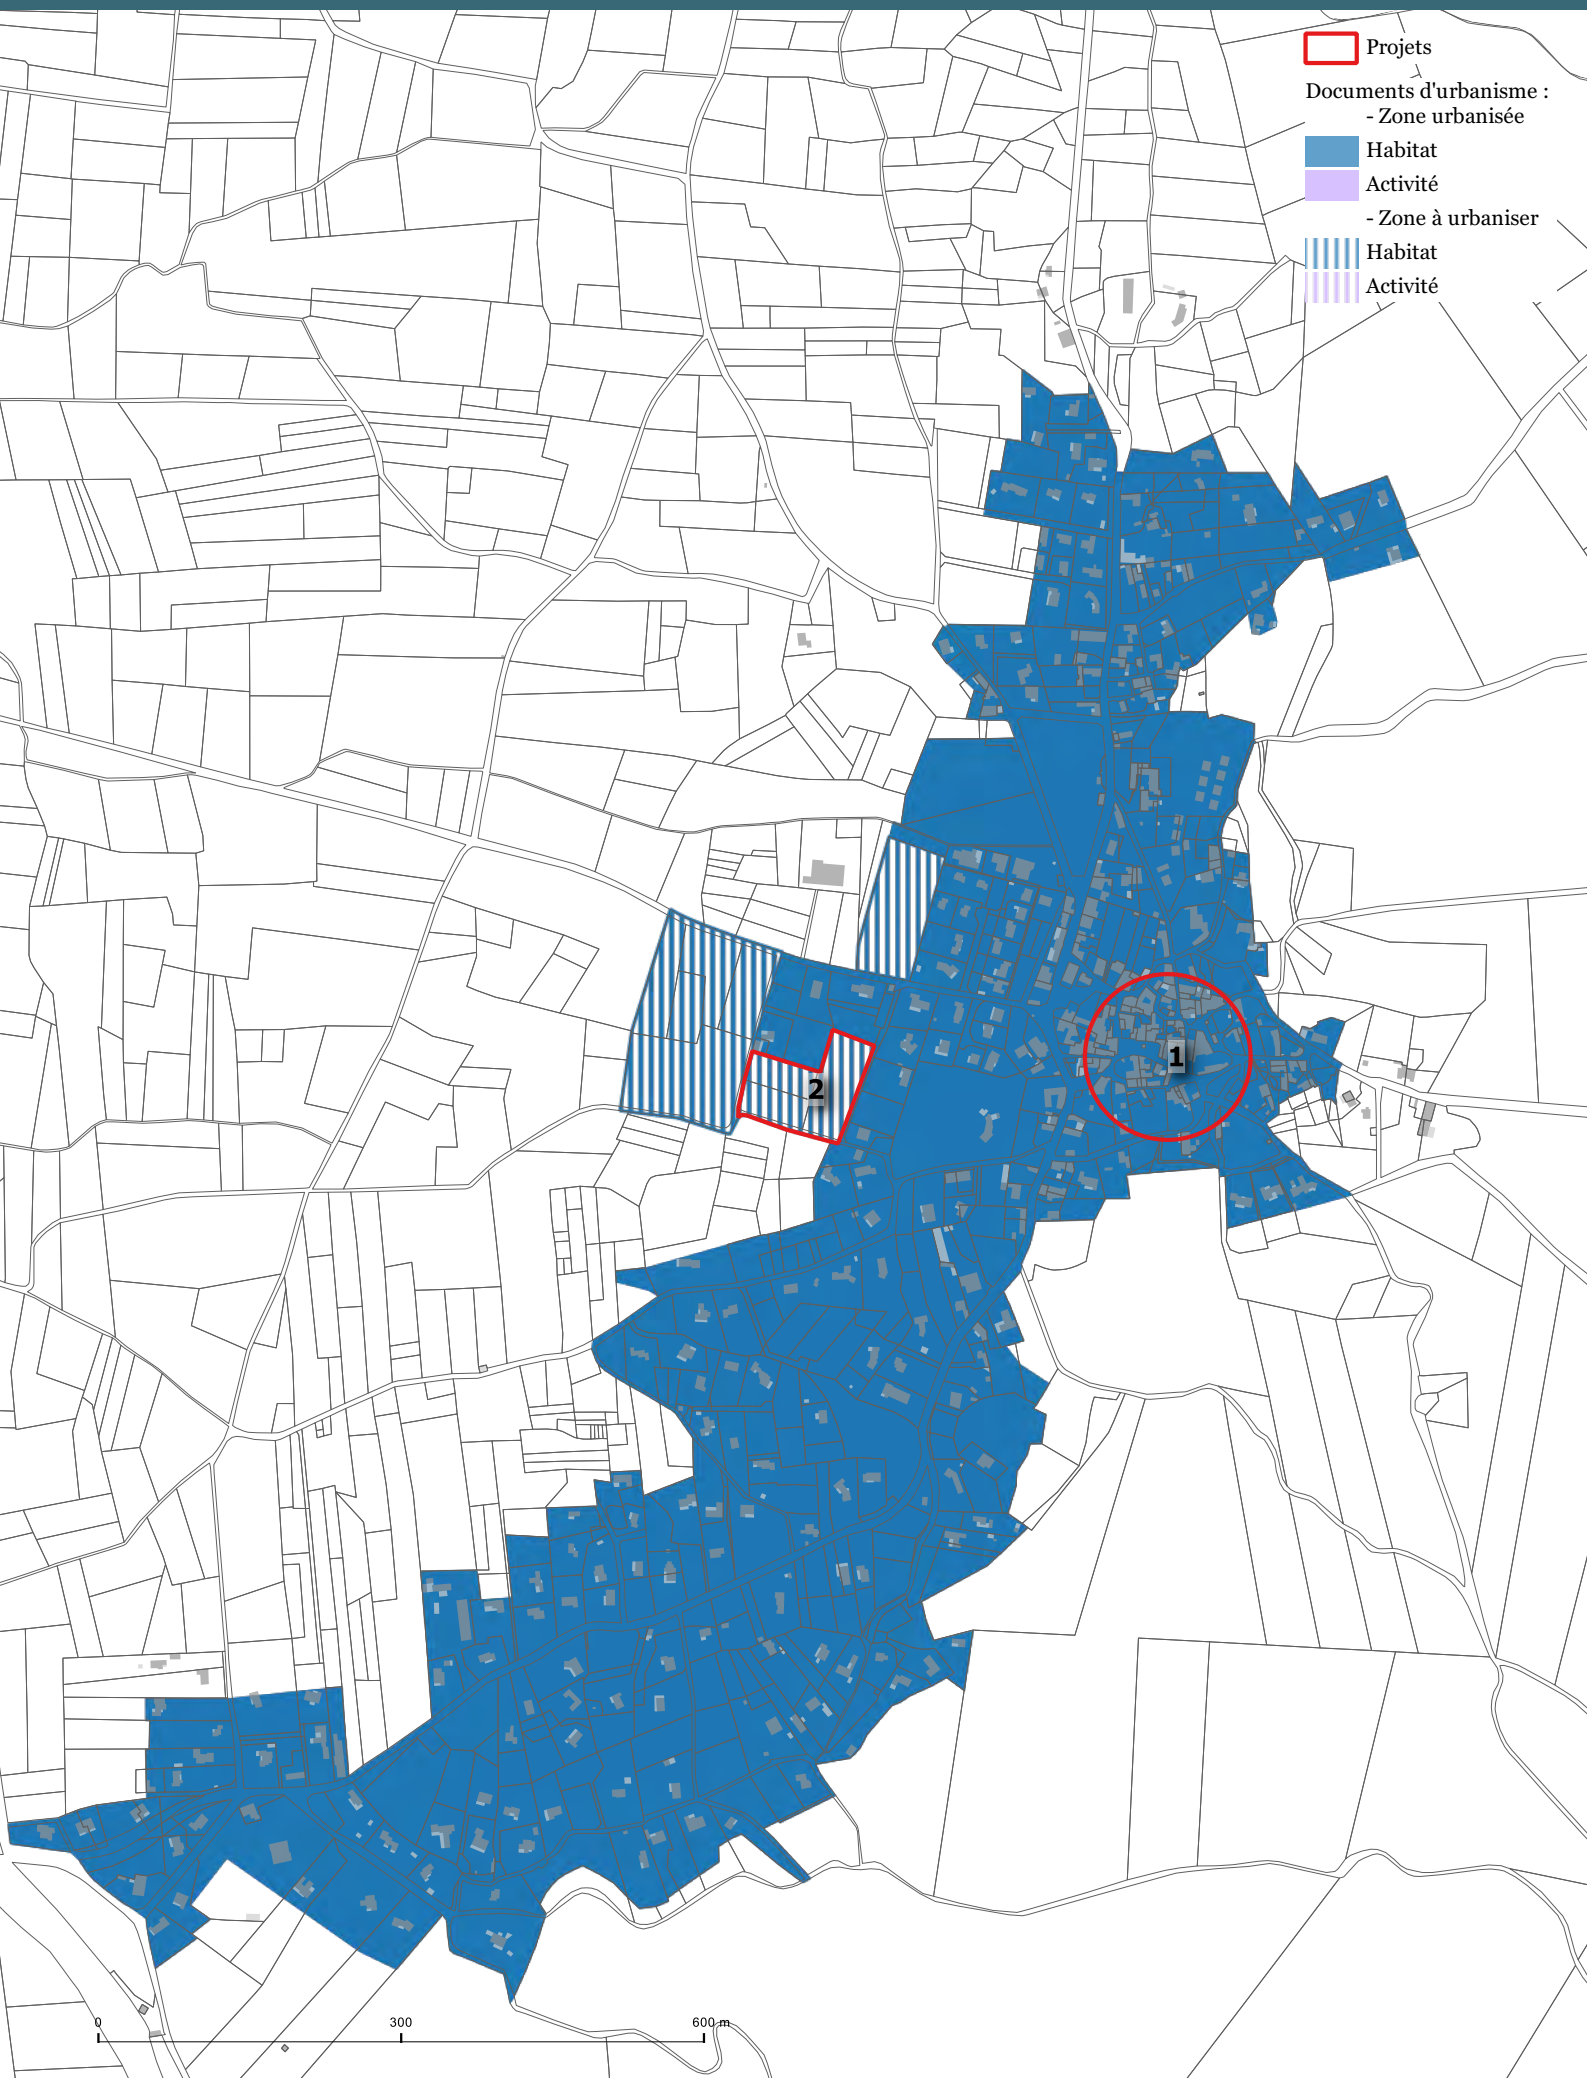 Projets
Documents d'urbanisme :
- Zone urbanisée
Habitat
Activité
- Zone à urbaniser
Habitat
Activité
1
2
0 300 600 m